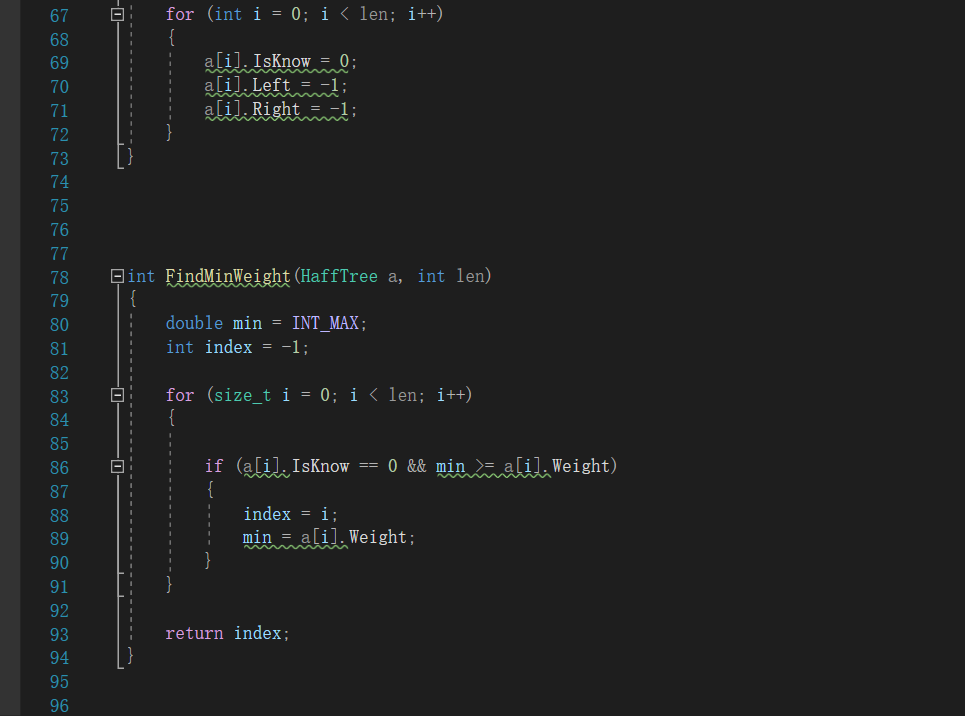 67 for (int i = 0; i < len; i++)
68 {
69 a[i].IsKnow = 0;
70 a[i].Left = -1;
71 a[i].Right = -1;
72 }
73 }
74
75
76
77
78 int FindMinWeight(HaffTree a, int len)
79 {
80 double min = INT_MAX;
81 int index = -1;
82
83 for (size_t i = 0; i < len; i++)
84 {
85
86 if (a[i].IsKnow == 0 && min >= a[i].Weight)
87 {
88 index = i;
89 min = a[i].Weight;
90 }
91 }
92
93 return index;
94 }
95
96